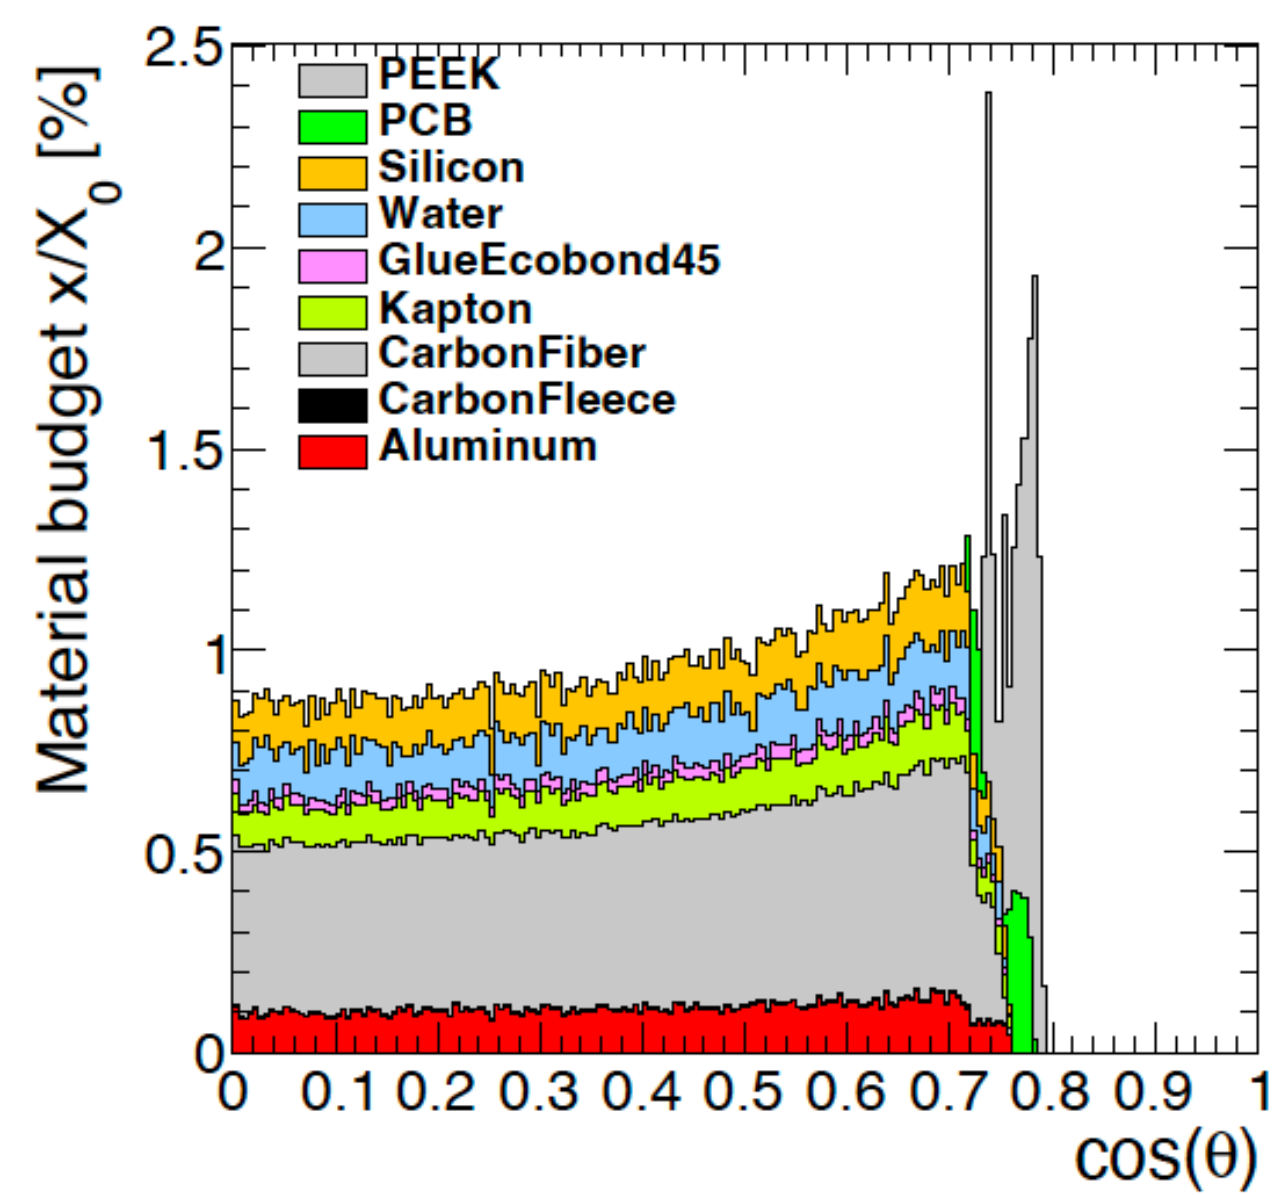 Material budget x/X0 [%]
2.5
2
1.5
1
0.5
0
PEEK
PCB
Silicon
Water
GlueEcobond45
Kapton
CarbonFiber
CarbonFleece
Aluminum
0 0.1 0.2 0.3 0.4 0.5 0.6 0.7 0.8 0.9 1
cos(θ)